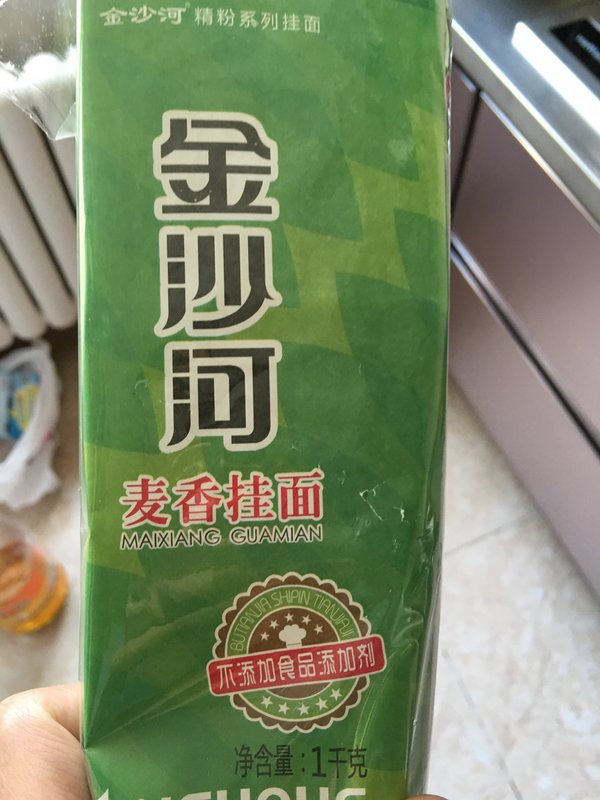 金沙河® 精粉系列挂面
金沙河
麦香挂面
MAIXIANG GUAMIAN
BUTIANJIA SHIPIN TIANJIAJI
不添加食品添加剂
净含量：1千克